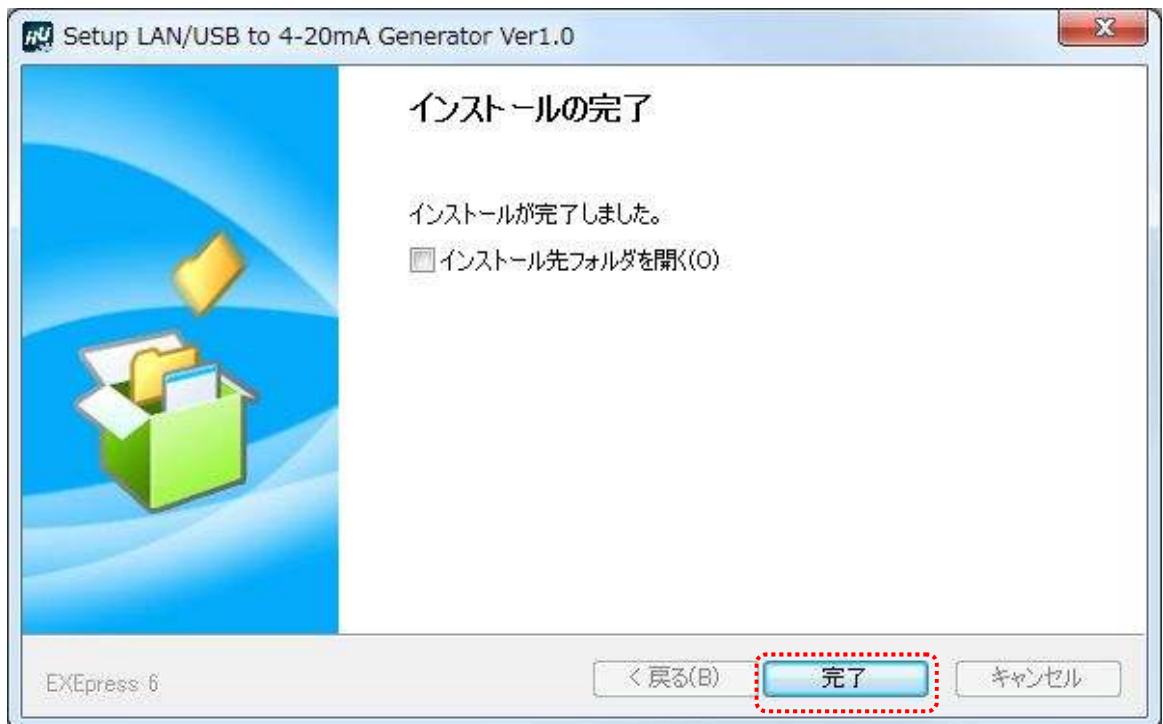 Setup LAN/USB to 4-20mA Generator Ver1.0
インストールの完了
インストールが完了しました。
インストール先フォルダを開く(O)
EXEpress 6
< 戻る(B)
完了
キャンセル